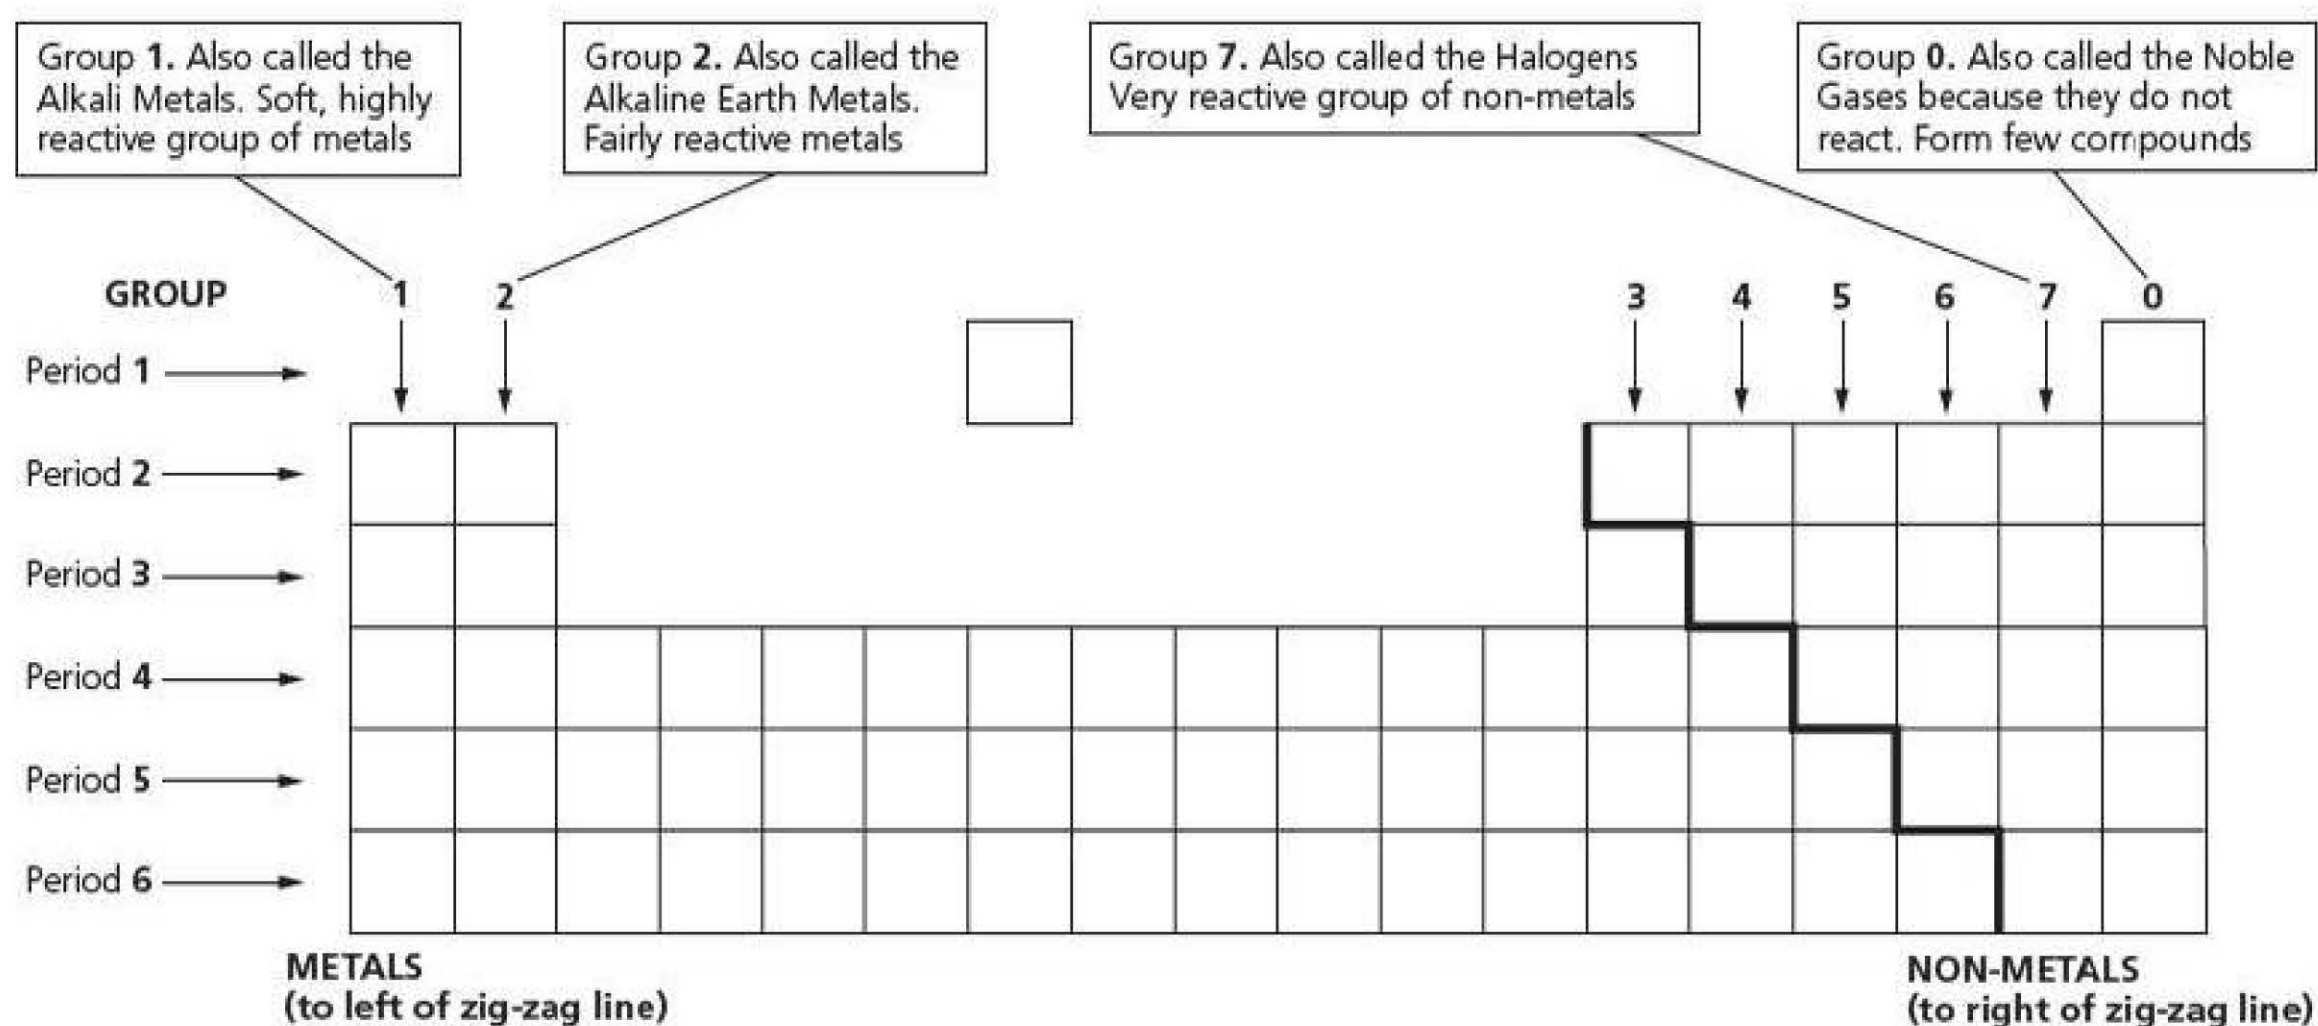 Group 1. Also called the
Alkali Metals. Soft, highly
reactive group of metals
Group 2. Also called the
Alkaline Earth Metals.
Fairly reactive metals
Group 7. Also called the Halogens
Very reactive group of non-metals
Group 0. Also called the Noble
Gases because they do not
react. Form few compounds
GROUP 1 2 3 4 5 6 7 0
Period 1
Period 2
Period 3
Period 4
Period 5
Period 6
METALS
(to left of zig-zag line)
NON-METALS
(to right of zig-zag line)